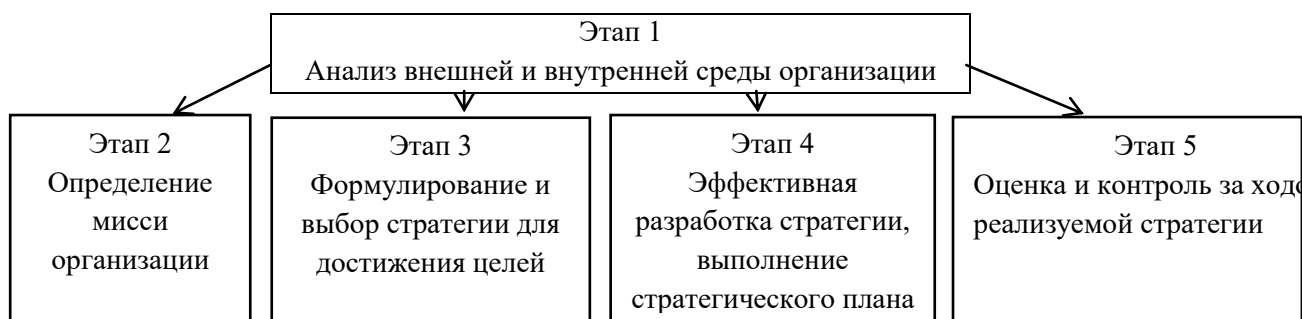 Этап 1
Анализ внешней и внутренней среды организации
Этап 2
Определение
мисси
организации
Этап 3
Формулирование и
выбор стратегии для
достижения целей
Этап 4
Эффективная
разработка стратегии,
выполнение
стратегического плана
Этап 5
Оценка и контроль за ходо
реализуемой стратегии